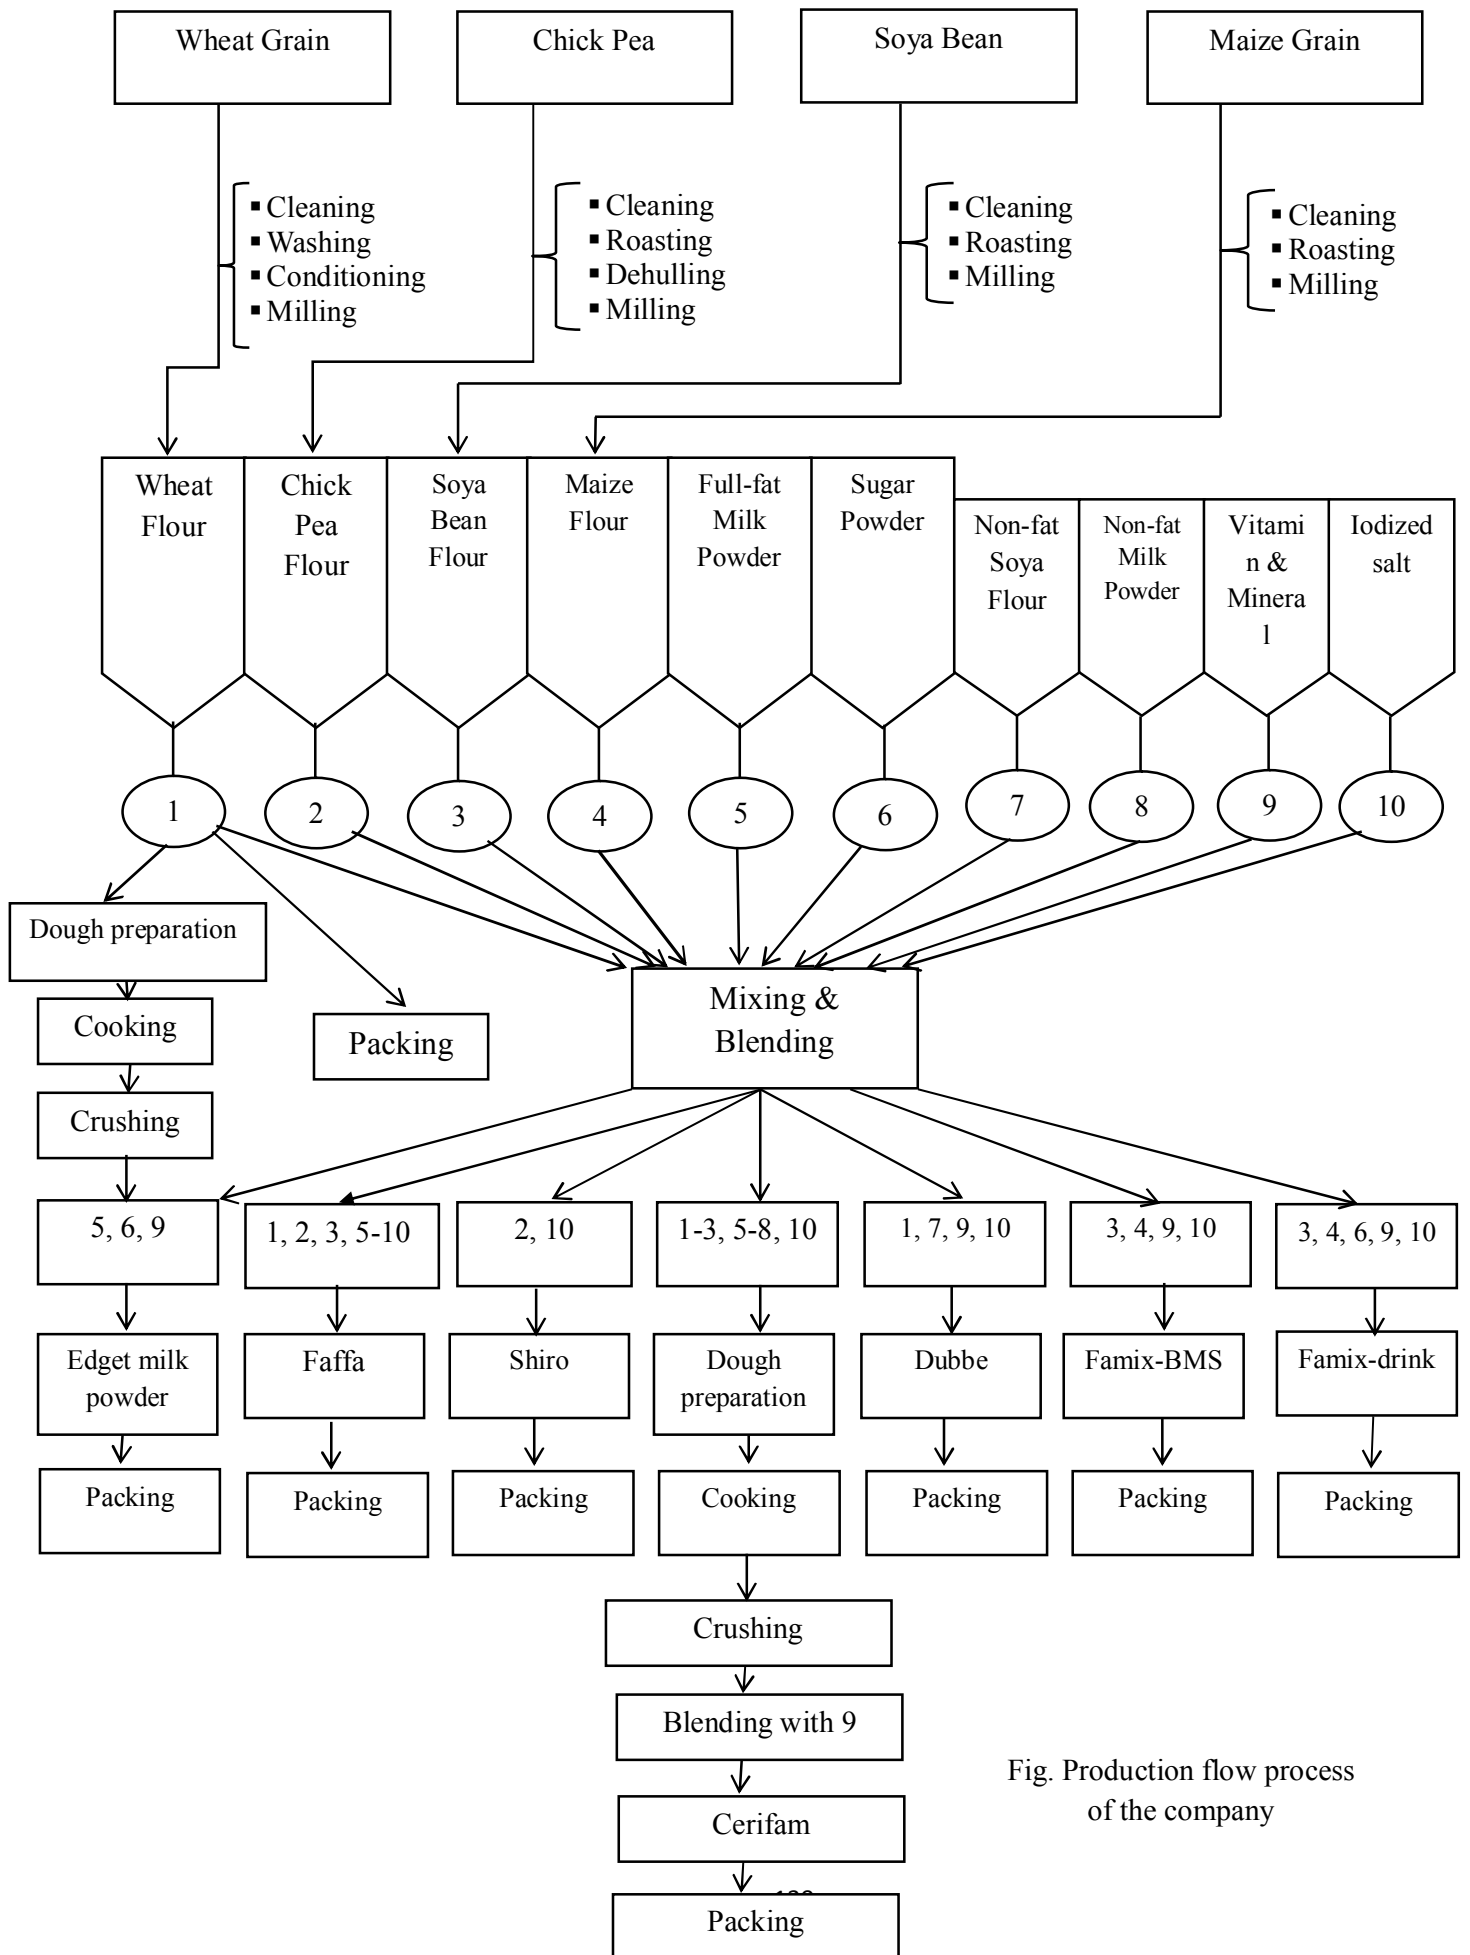 Wheat Grain
Chick Pea
Soya Bean
Maize Grain
▪ Cleaning
▪ Washing
▪ Conditioning
▪ Milling
▪ Cleaning
▪ Roasting
▪ Dehulling
▪ Milling
▪ Cleaning
▪ Roasting
▪ Milling
▪ Cleaning
▪ Roasting
▪ Milling
Wheat
Flour
Chick
Pea
Flour
Soya
Bean
Flour
Maize
Flour
Full-fat
Milk
Powder
Sugar
Powder
Non-fat
Soya
Flour
Non-fat
Milk
Powder
Vitami
n &
Minera
l
Iodized
salt
1
2
3
4
5
6
7
8
9
10
Dough preparation
Cooking
Crushing
Packing
Mixing &
Blending
5, 6, 9
1, 2, 3, 5-10
2, 10
1-3, 5-8, 10
1, 7, 9, 10
3, 4, 9, 10
3, 4, 6, 9, 10
Edget milk
powder
Faffa
Shiro
Dough
preparation
Dubbe
Famix-BMS
Famix-drink
Packing
Packing
Packing
Cooking
Packing
Packing
Packing
Crushing
Blending with 9
Cerifam
Packing
Fig. Production flow process
of the company